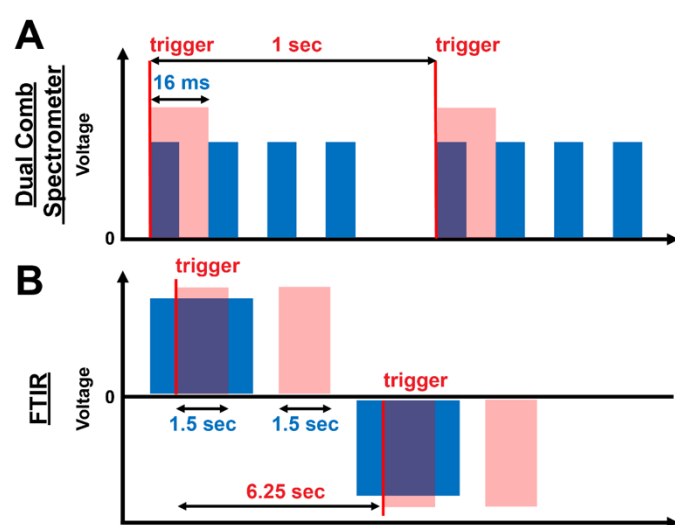 A
trigger
1 sec
trigger
16 ms
Dual Comb
Spectrometer
Voltage
0
B
trigger
FTIR
Voltage
0
trigger
1.5 sec
1.5 sec
6.25 sec